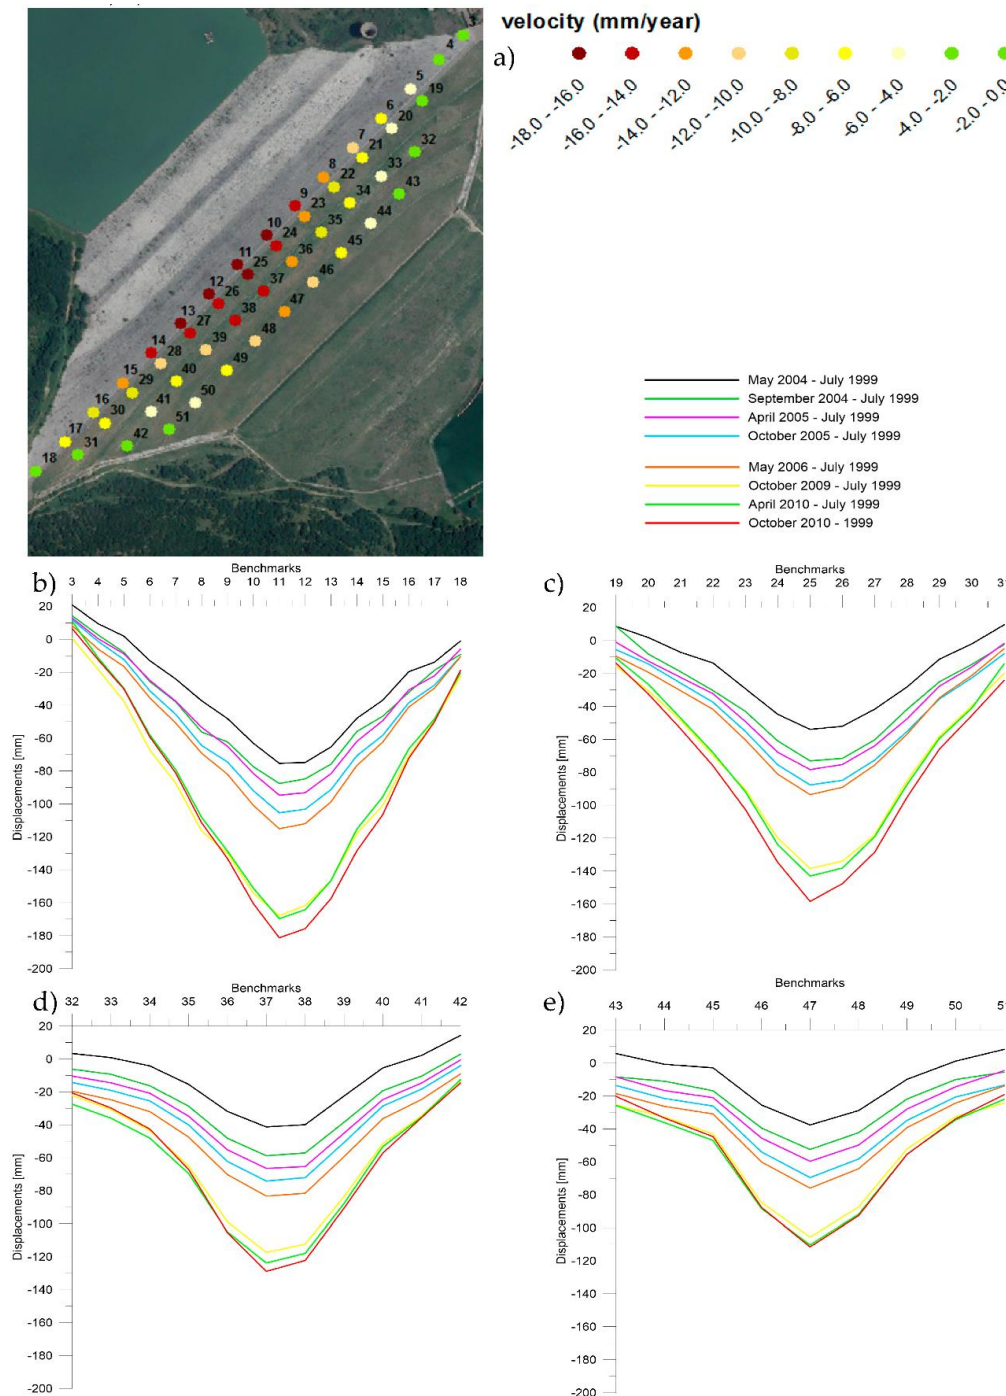 velocity (mm/year)
a)
-18.0 - -16.0
-16.0 - -14.0
-14.0 - -12.0
-12.0 - -10.0
-10.0 - -8.0
-8.0 - -6.0
-6.0 - -4.0
-4.0 - -2.0
-2.0 - 0.0
3
4
5
19
6
20
7
21
32
8
22
33
9
23
34
43
10
24
35
44
11
25
36
45
12
26
37
46
13
27
38
47
14
28
39
48
15
29
40
49
16
30
41
50
17
31
42
51
18
May 2004 - July 1999
September 2004 - July 1999
April 2005 - July 1999
October 2005 - July 1999
May 2006 - July 1999
October 2009 - July 1999
April 2010 - July 1999
October 2010 - 1999
b)
Benchmarks
3 4 5 6 7 8 9 10 11 12 13 14 15 16 17 18
20
0
-20
-40
-60
-80
-100
-120
-140
-160
-180
-200
Displacements [mm]
c)
Benchmarks
19 20 21 22 23 24 25 26 27 28 29 30 31
20
0
-20
-40
-60
-80
-100
-120
-140
-160
-180
-200
Displacements [mm]
d)
Benchmarks
32 33 34 35 36 37 38 39 40 41 42
20
0
-20
-40
-60
-80
-100
-120
-140
-160
-180
-200
Displacements [mm]
e)
Benchmarks
43 44 45 46 47 48 49 50
20
0
-20
-40
-60
-80
-100
-120
-140
-160
-180
-200
Displacements [mm]